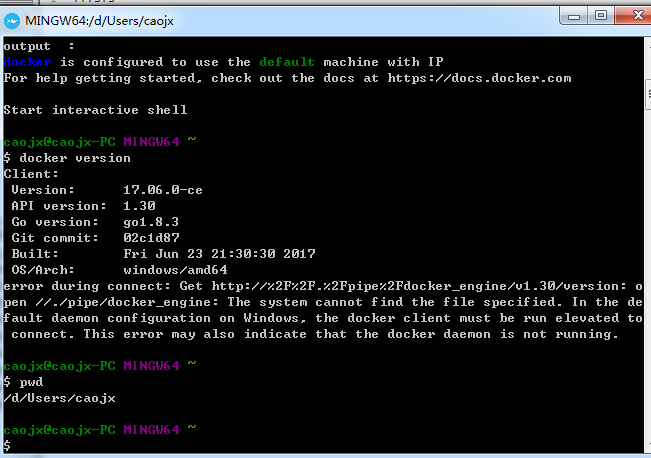 MINGW64:/d/Users/caojx
output  :
docker is configured to use the default machine with IP
For help getting started, check out the docs at https://docs.docker.com
Start interactive shell
caojx@caojx-PC MINGW64 ~
$ docker version
Client:
 Version:      17.06.0-ce
 API version:  1.30
 Go version:   go1.8.3
 Git commit:   02c1d87
 Built:        Fri Jun 23 21:30:30 2017
 OS/Arch:      windows/amd64
error during connect: Get http://%2F%2F.%2Fpipe%2Fdocker_engine/v1.30/version: o
pen //./pipe/docker_engine: The system cannot find the file specified. In the de
fault daemon configuration on Windows, the docker client must be run elevated to
 connect. This error may also indicate that the docker daemon is not running.
caojx@caojx-PC MINGW64 ~
$ pwd
/d/Users/caojx
caojx@caojx-PC MINGW64 ~
$